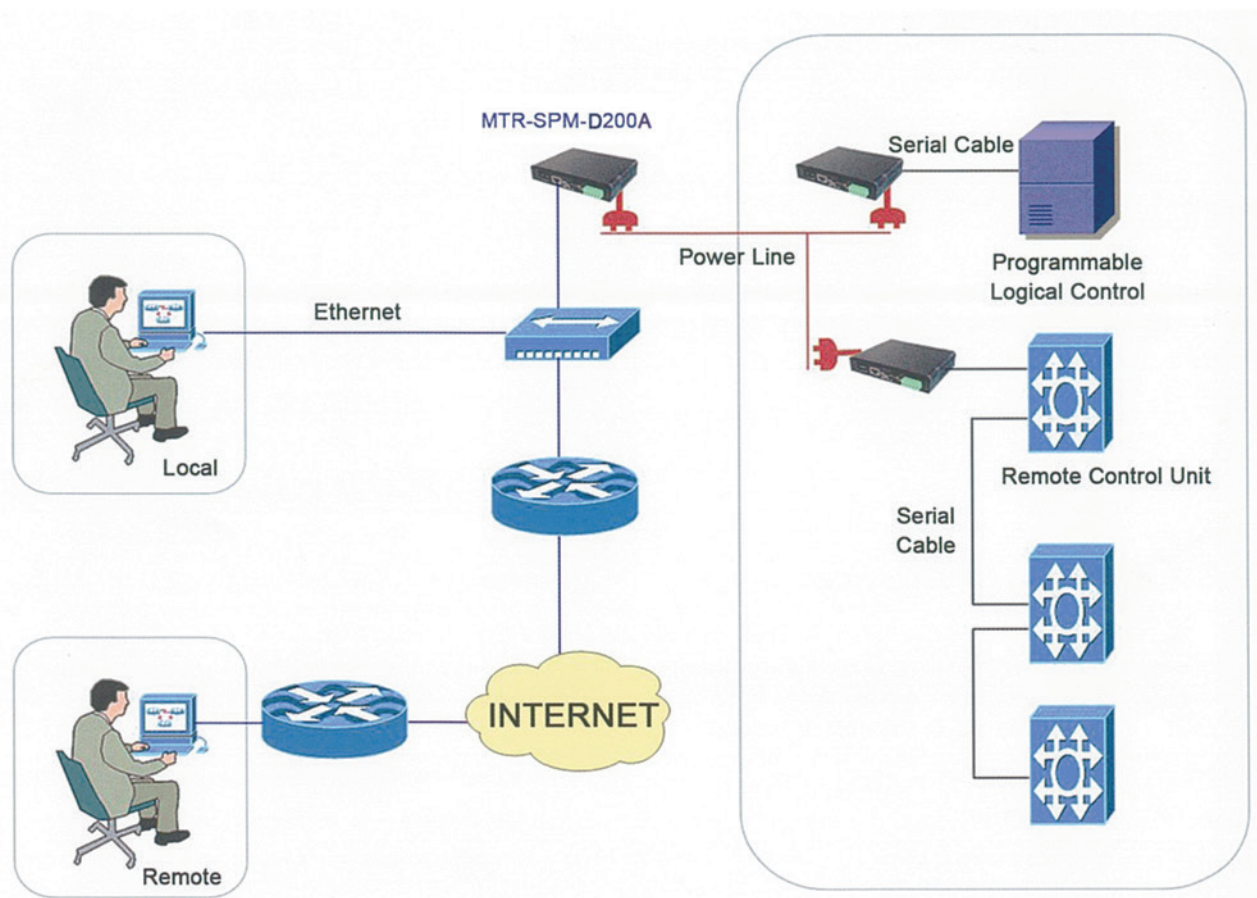 MTR-SPM-D200A
Serial Cable
Power Line
Programmable
Logical Control
Ethernet
Local
Remote Control Unit
Serial
Cable
INTERNET
Remote